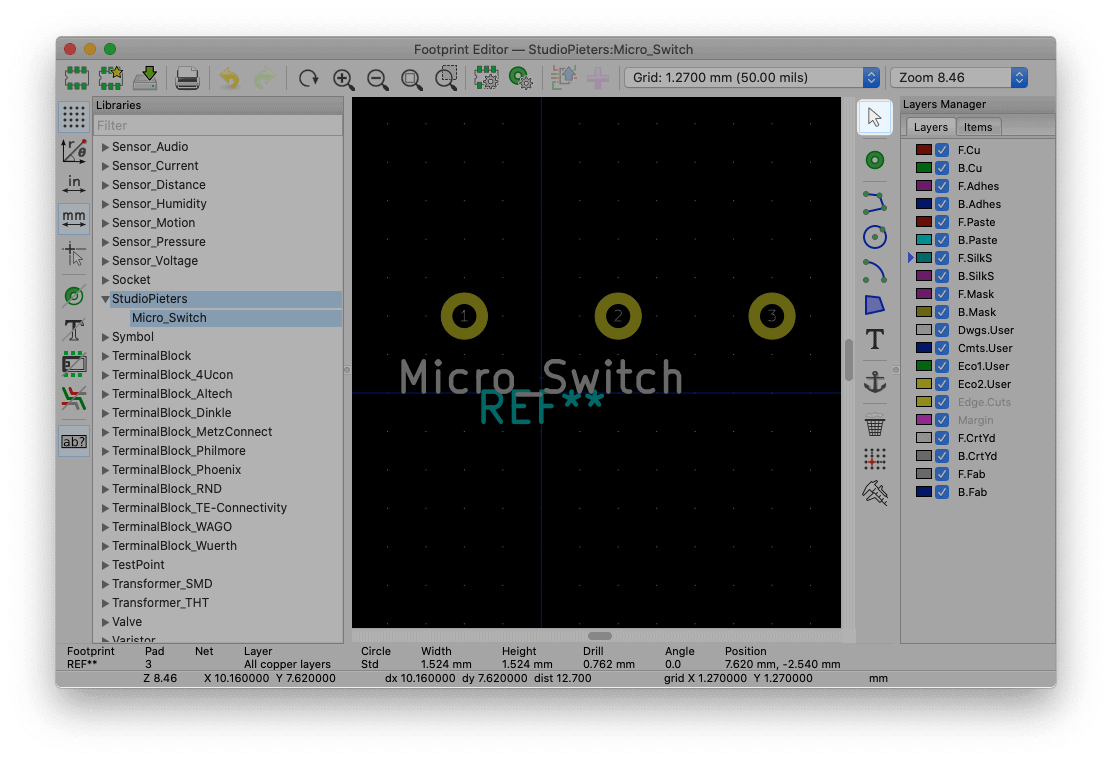 Footprint Editor — StudioPieters:Micro_Switch
Grid: 1.2700 mm (50.00 mils)
Zoom 8.46
Libraries
Filter
Sensor_Audio
Sensor_Current
Sensor_Distance
Sensor_Humidity
Sensor_Motion
Sensor_Pressure
Sensor_Voltage
Socket
StudioPieters
Micro_Switch
Symbol
TerminalBlock
TerminalBlock_4Ucon
TerminalBlock_Altech
TerminalBlock_Dinkle
TerminalBlock_MetzConnect
TerminalBlock_Philmore
TerminalBlock_Phoenix
TerminalBlock_RND
TerminalBlock_TE-Connectivity
TerminalBlock_WAGO
TerminalBlock_Wuerth
TestPoint
Transformer_SMD
Transformer_THT
Valve
Varistor
in
mm
ab?
1 2 3
Micro_Switch
REF**
T
Layers Manager
Layers Items
F.Cu
B.Cu
F.Adhes
B.Adhes
F.Paste
B.Paste
F.SilkS
B.SilkS
F.Mask
B.Mask
Dwgs.User
Cmts.User
Eco1.User
Eco2.User
Edge.Cuts
Margin
F.CrtYd
B.CrtYd
F.Fab
B.Fab
Footprint Pad Net Layer Circle Width Height Drill Angle Position
REF** 3 All copper layers Std 1.524 mm 1.524 mm 0.762 mm 0.0 7.620 mm, -2.540 mm
Z 8.46 X 10.160000 Y 7.620000 dx 10.160000 dy 7.620000 dist 12.700 grid X 1.270000 Y 1.270000 mm